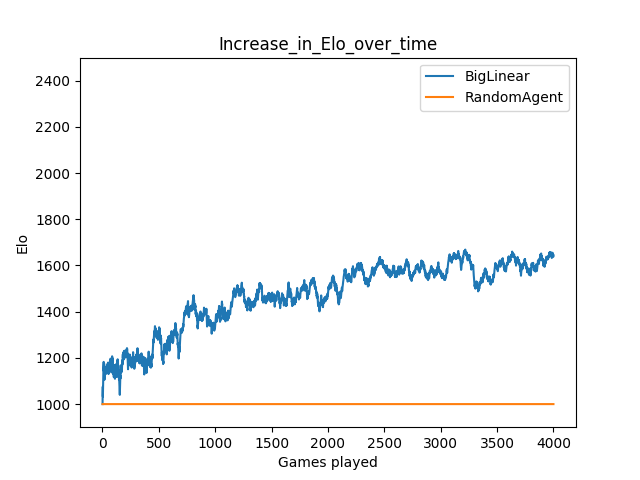 Increase_in_Elo_over_time
BigLinear
RandomAgent
2400
2200
2000
1800
1600
1400
1200
1000
Elo
0 500 1000 1500 2000 2500 3000 3500 4000
Games played